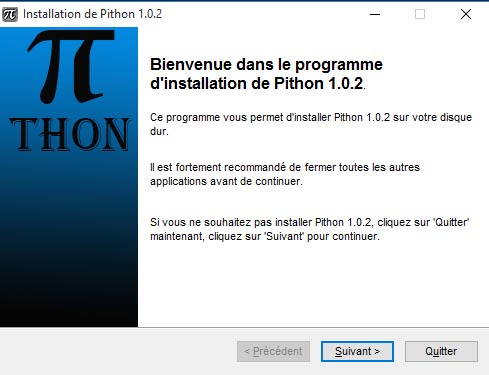 Installation de Pithon 1.0.2
π
THON
Bienvenue dans le programme
d'installation de Pithon 1.0.2.
Ce programme vous permet d'installer Pithon 1.0.2 sur votre disque
dur.
Il est fortement recommandé de fermer toutes les autres
applications avant de continuer.
Si vous ne souhaitez pas installer Pithon 1.0.2, cliquez sur 'Quitter'
maintenant, cliquez sur 'Suivant' pour continuer.
< Précédent
Suivant >
Quitter